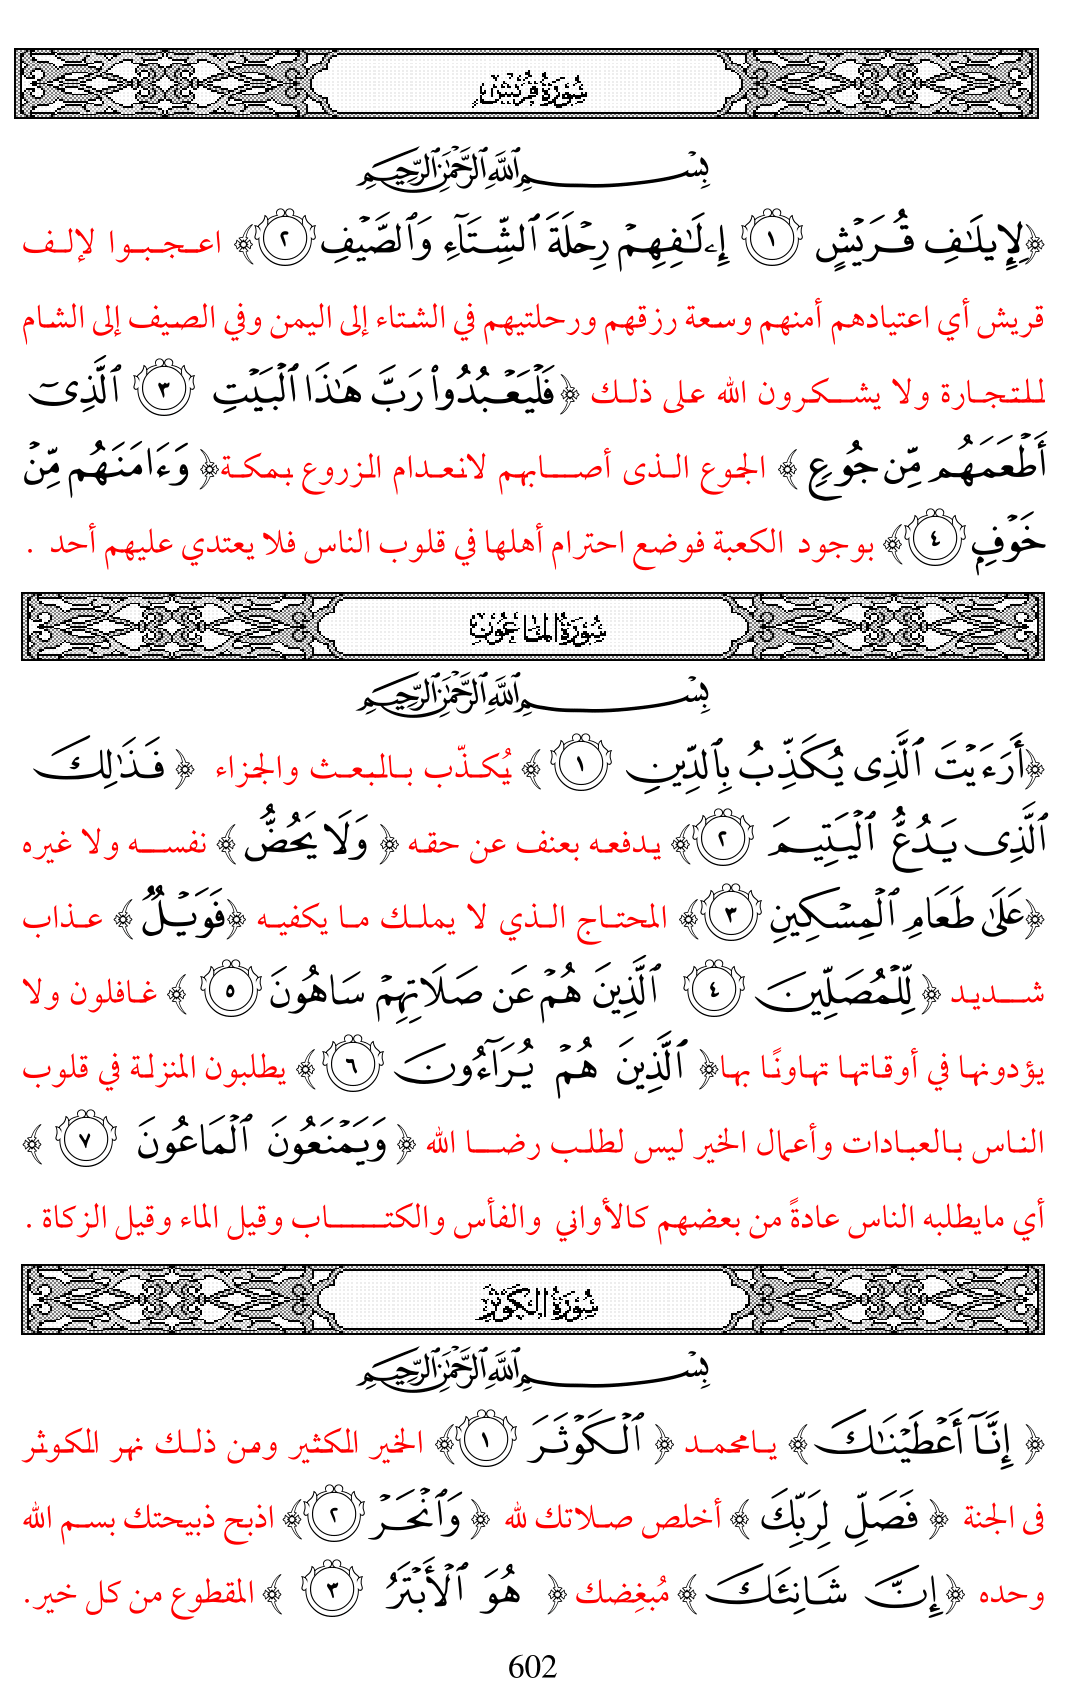 سُورَةُ قُرَيْشٍ
بِسْمِ ٱللَّهِ ٱلرَّحْمَٰنِ ٱلرَّحِيمِ
﴿لِإِيلَٰفِ قُرَيْشٍ ١ إِۦلَٰفِهِمْ رِحْلَةَ ٱلشِّتَآءِ وَٱلصَّيْفِ ٢﴾ اعـجـبـوا لإلـف
قريش أي اعتيادهم أمنهم وسعة رزقهم ورحلتيهم في الشتاء إلى اليمن وفي الصيف إلى الشام
للتجارة ولا يشكرون الله على ذلك ﴿فَلْيَعْبُدُوا۟ رَبَّ هَٰذَا ٱلْبَيْتِ ٣ ٱلَّذِىٓ
أَطْعَمَهُم مِّن جُوعٍ ﴾ الجوع الذى أصابهم لانعدام المزروع بمكة﴿ وَءَامَنَهُم مِّنْ
خَوْفٍۭ ٤﴾ بوجود الكعبة فوضع احترام أهلها في قلوب الناس فلا يعتدي عليهم أحد .
سُورَةُ المَاعُونِ
بِسْمِ ٱللَّهِ ٱلرَّحْمَٰنِ ٱلرَّحِيمِ
﴿أَرَءَيْتَ ٱلَّذِى يُكَذِّبُ بِٱلدِّينِ ١ ﴾ يُكذّب بالمبعث والجزاء ﴿ فَذَٰلِكَ
ٱلَّذِى يَدُعُّ ٱلْيَتِيمَ ٢﴾ يدفعه بعنف عن حقه ﴿ وَلَا يَحُضُّ ﴾ نفسه ولا غيره
﴿عَلَىٰ طَعَامِ ٱلْمِسْكِينِ ٣﴾ المحتاج الذي لا يملك ما يكفيه ﴿فَوَيْلٌ ﴾ عذاب
شديد ﴿ لِّلْمُصَلِّينَ ٤ ٱلَّذِينَ هُمْ عَن صَلَاتِهِمْ سَاهُونَ ٥ ﴾ غافلون ولا
يؤدونها في أوقاتها تهاونًا بها﴿ ٱلَّذِينَ هُمْ يُرَآءُونَ ٦ ﴾ يطلبون المنزلة في قلوب
الناس بالعبادات وأعمال الخير ليس لطلب رضا الله ﴿ وَيَمْنَعُونَ ٱلْمَاعُونَ ٧ ﴾
أي مايطلبه الناس عادةً من بعضهم كالأواني والفأس والكتاب وقيل الماء وقيل الزكاة .
سُورَةُ الكَوْثَرِ
بِسْمِ ٱللَّهِ ٱلرَّحْمَٰنِ ٱلرَّحِيمِ
﴿ إِنَّآ أَعْطَيْنَٰكَ ﴾ يامحمد ﴿ ٱلْكَوْثَرَ ١﴾ الخير الكثير ومن ذلك نهر الكوثر
فى الجنة ﴿ فَصَلِّ لِرَبِّكَ ﴾ أخلص صلاتك لله ﴿ وَٱنْحَرْ ٢﴾ اذبح ذبيحتك بسم الله
وحده ﴿إِنَّ شَانِئَكَ ﴾ مُبغِضك ﴿ هُوَ ٱلْأَبْتَرُ ٣ ﴾ المقطوع من كل خير.
602